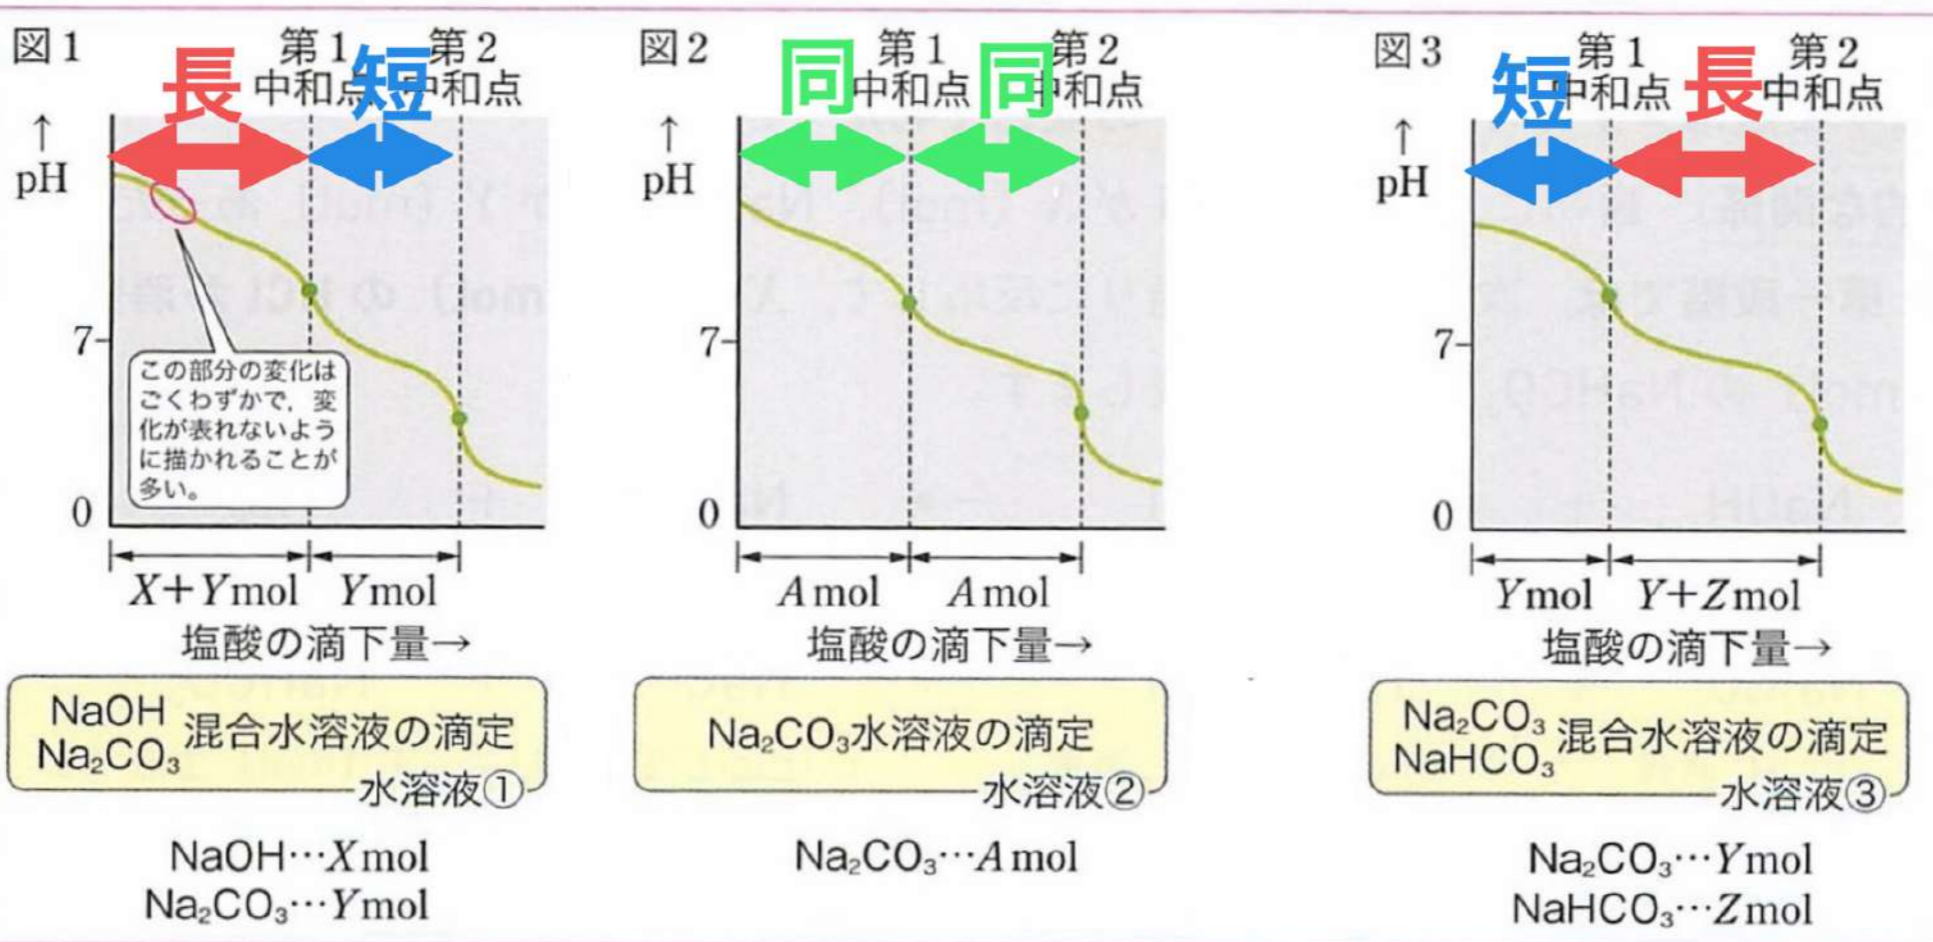 図1
第1
中和点
第2
中和点
長
短
↑
pH
7
0
この部分の変化は
ごくわずかで，変
化が表れないよう
に描かれることが
多い。
X+Ymol
Ymol
塩酸の滴下量→
NaOH
Na₂CO₃
混合水溶液の滴定
水溶液①
NaOH…Xmol
Na₂CO₃…Ymol
図2
第1
中和点
第2
中和点
同
同
↑
pH
7
0
Amol
Amol
塩酸の滴下量→
Na₂CO₃水溶液の滴定
水溶液②
Na₂CO₃…Amol
図3
第1
中和点
第2
中和点
短
長
↑
pH
7
0
Ymol
Y+Zmol
塩酸の滴下量→
Na₂CO₃
NaHCO₃
混合水溶液の滴定
水溶液③
Na₂CO₃…Ymol
NaHCO₃…Zmol